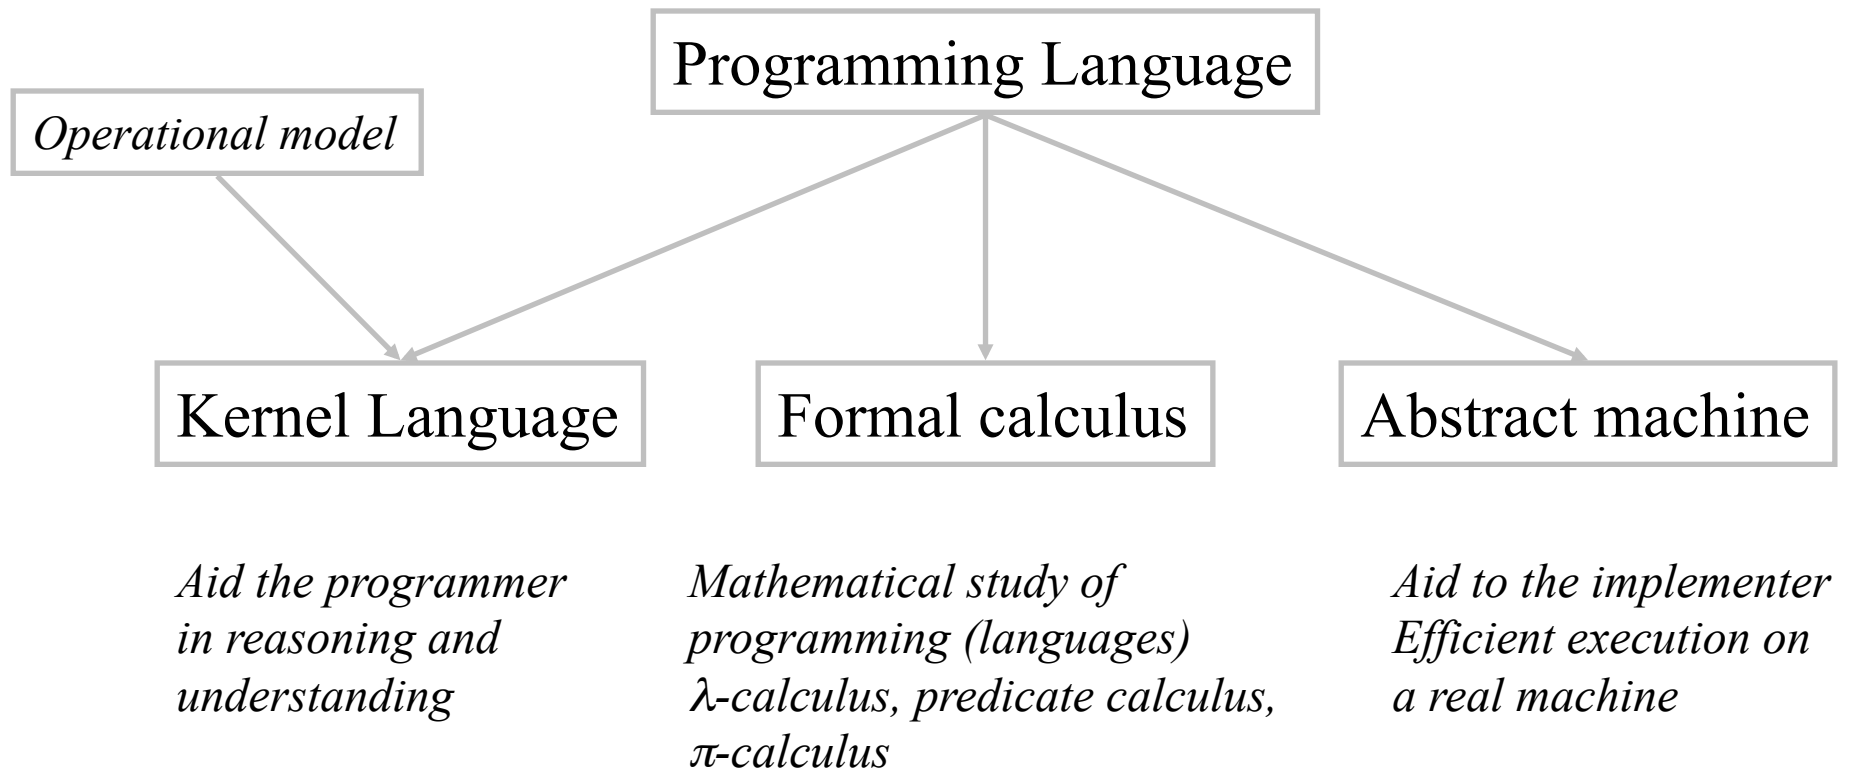 Programming Language
Operational model
Kernel Language
Formal calculus
Abstract machine
Aid the programmer
in reasoning and
understanding
Mathematical study of
programming (languages)
λ-calculus, predicate calculus,
π-calculus
Aid to the implementer
Efficient execution on
a real machine